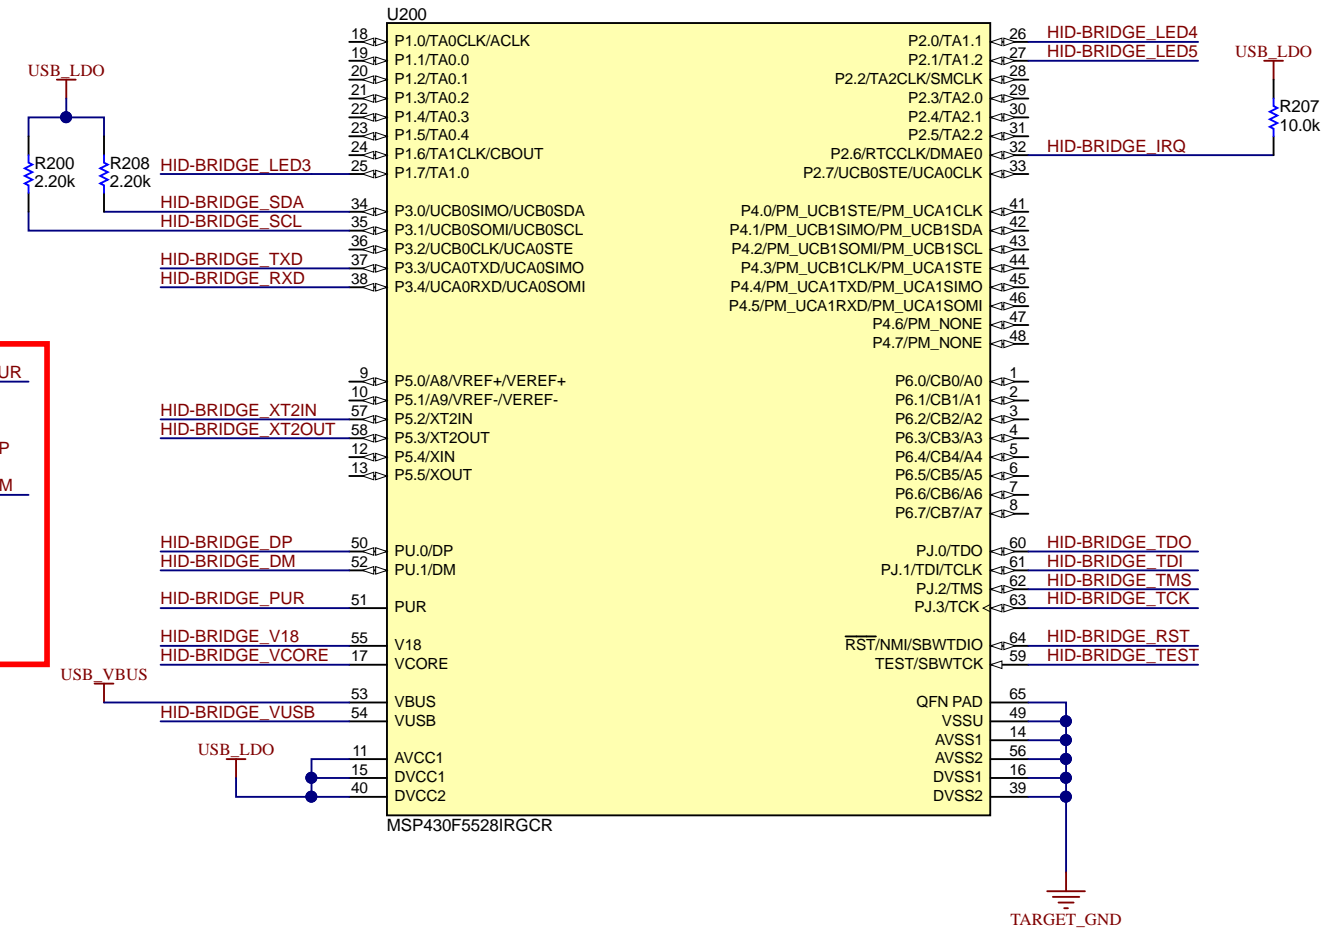 U200
18 P1.0/TA0CLK/ACLK
19 P1.1/TA0.0
20 P1.2/TA0.1
21 P1.3/TA0.2
22 P1.4/TA0.3
23 P1.5/TA0.4
24 P1.6/TA1CLK/CBOUT
HID-BRIDGE_LED3 25 P1.7/TA1.0
USB_LDO
R200
2.20k
R208
2.20k
HID-BRIDGE_SDA 34 P3.0/UCB0SIMO/UCB0SDA
HID-BRIDGE_SCL 35 P3.1/UCB0SOMI/UCB0SCL
36 P3.2/UCB0CLK/UCA0STE
HID-BRIDGE_TXD 37 P3.3/UCA0TXD/UCA0SIMO
HID-BRIDGE_RXD 38 P3.4/UCA0RXD/UCA0SOMI
UR
P
M
9 P5.0/A8/VREF+/VEREF+
10 P5.1/A9/VREF-/VEREF-
HID-BRIDGE_XT2IN 57 P5.2/XT2IN
HID-BRIDGE_XT2OUT 58 P5.3/XT2OUT
12 P5.4/XIN
13 P5.5/XOUT
HID-BRIDGE_DP 50 PU.0/DP
HID-BRIDGE_DM 52 PU.1/DM
HID-BRIDGE_PUR 51 PUR
HID-BRIDGE_V18 55 V18
HID-BRIDGE_VCORE 17 VCORE
USB_VBUS
53 VBUS
HID-BRIDGE_VUSB 54 VUSB
USB_LDO
11 AVCC1
15 DVCC1
40 DVCC2
P2.0/TA1.1 26 HID-BRIDGE_LED4
P2.1/TA1.2 27 HID-BRIDGE_LED5
P2.2/TA2CLK/SMCLK 28
P2.3/TA2.0 29
P2.4/TA2.1 30
P2.5/TA2.2 31
P2.6/RTCCLK/DMAE0 32 HID-BRIDGE_IRQ
P2.7/UCB0STE/UCA0CLK 33
USB_LDO
R207
10.0k
P4.0/PM_UCB1STE/PM_UCA1CLK 41
P4.1/PM_UCB1SIMO/PM_UCB1SDA 42
P4.2/PM_UCB1SOMI/PM_UCB1SCL 43
P4.3/PM_UCB1CLK/PM_UCA1STE 44
P4.4/PM_UCA1TXD/PM_UCA1SIMO 45
P4.5/PM_UCA1RXD/PM_UCA1SOMI 46
P4.6/PM_NONE 47
P4.7/PM_NONE 48
P6.0/CB0/A0 1
P6.1/CB1/A1 2
P6.2/CB2/A2 3
P6.3/CB3/A3 4
P6.4/CB4/A4 5
P6.5/CB5/A5 6
P6.6/CB6/A6 7
P6.7/CB7/A7 8
PJ.0/TDO 60 HID-BRIDGE_TDO
PJ.1/TDI/TCLK 61 HID-BRIDGE_TDI
PJ.2/TMS 62 HID-BRIDGE_TMS
PJ.3/TCK 63 HID-BRIDGE_TCK
RST/NMI/SBWTDIO 64 HID-BRIDGE_RST
TEST/SBWTCK 59 HID-BRIDGE_TEST
QFN PAD 65
VSSU 49
AVSS1 14
AVSS2 56
DVSS1 16
DVSS2 39
MSP430F5528IRGCR
TARGET_GND